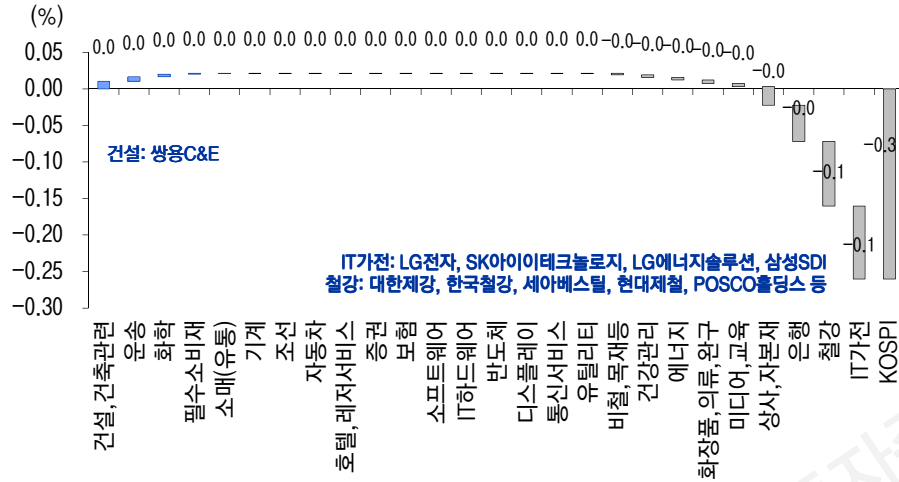 (%)
0.05
0.00
−0.05
−0.10
−0.15
−0.20
−0.25
−0.30
0.0 0.0 0.0 0.0 0.0 0.0 0.0 0.0 0.0 0.0 0.0 0.0 0.0 0.0 0.0 0.0 0.0 −0.0 −0.0 −0.0 −0.0 −0.0
−0.0
−0.0
−0.1
−0.1
−0.3
건설: 쌍용C&E
IT가전: LG전자, SK아이이테크놀로지, LG에너지솔루션, 삼성SDI
철강: 대한제강, 한국철강, 세아베스틸, 현대제철, POSCO홀딩스 등
건설,건축관련
운송
화학
필수소비재
소매(유통)
기계
조선
자동차
호텔,레저서비스
증권
보험
소프트웨어
IT하드웨어
반도체
디스플레이
통신서비스
유틸리티
비철,목재등
건강관리
에너지
화장품,의류,완구
미디어,교육
상사,자본재
은행
철강
IT가전
KOSPI